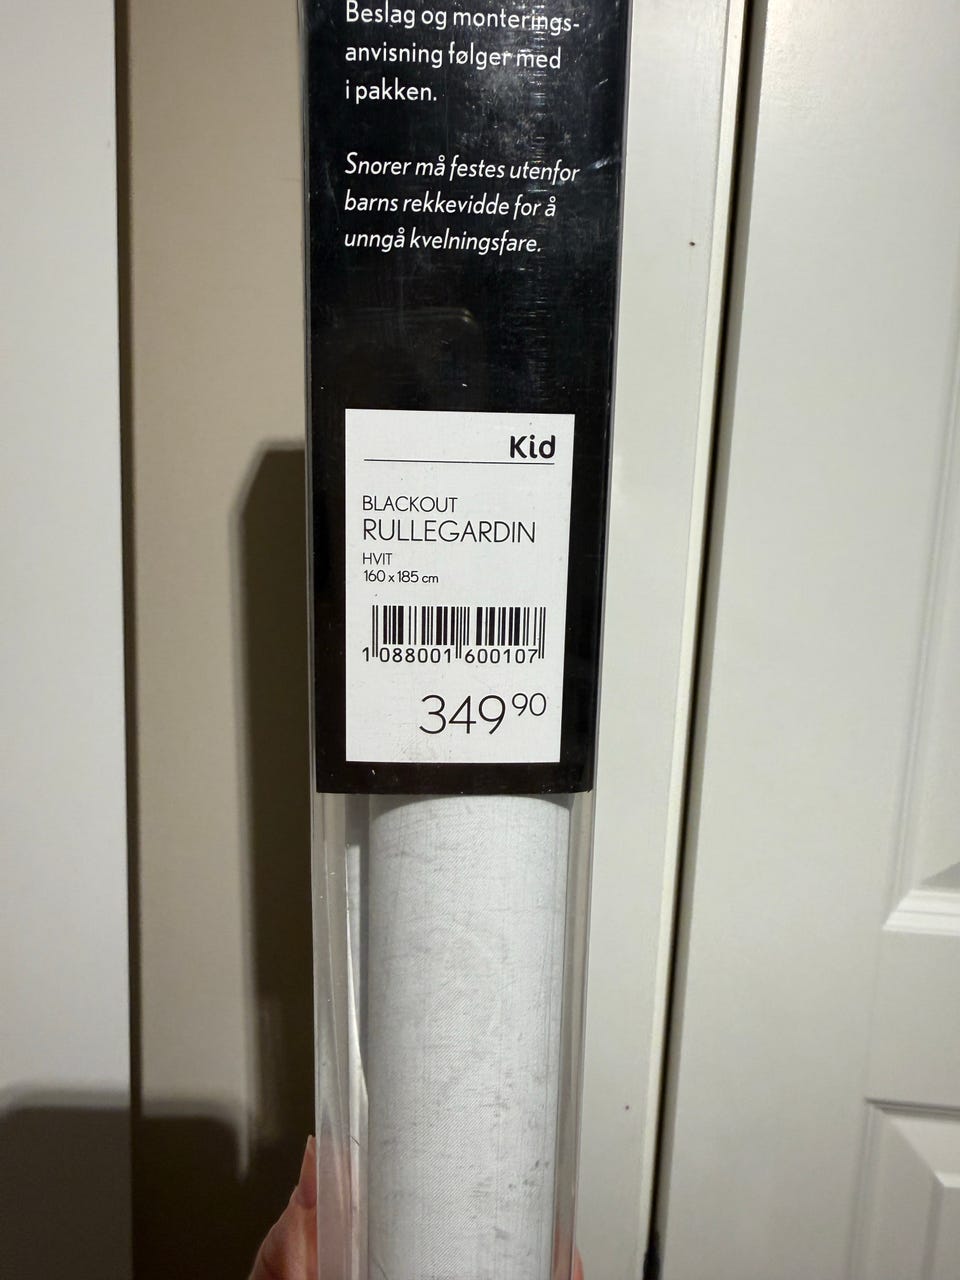 Beslag og monterings-
anvisning følger med
i pakken.
Snorer må festes utenfor
barns rekkevidde for å
unngå kvelningsfare.
Kid
BLACKOUT
RULLEGARDIN
HVIT
160 x 185 cm
1 088001 600107
349 90